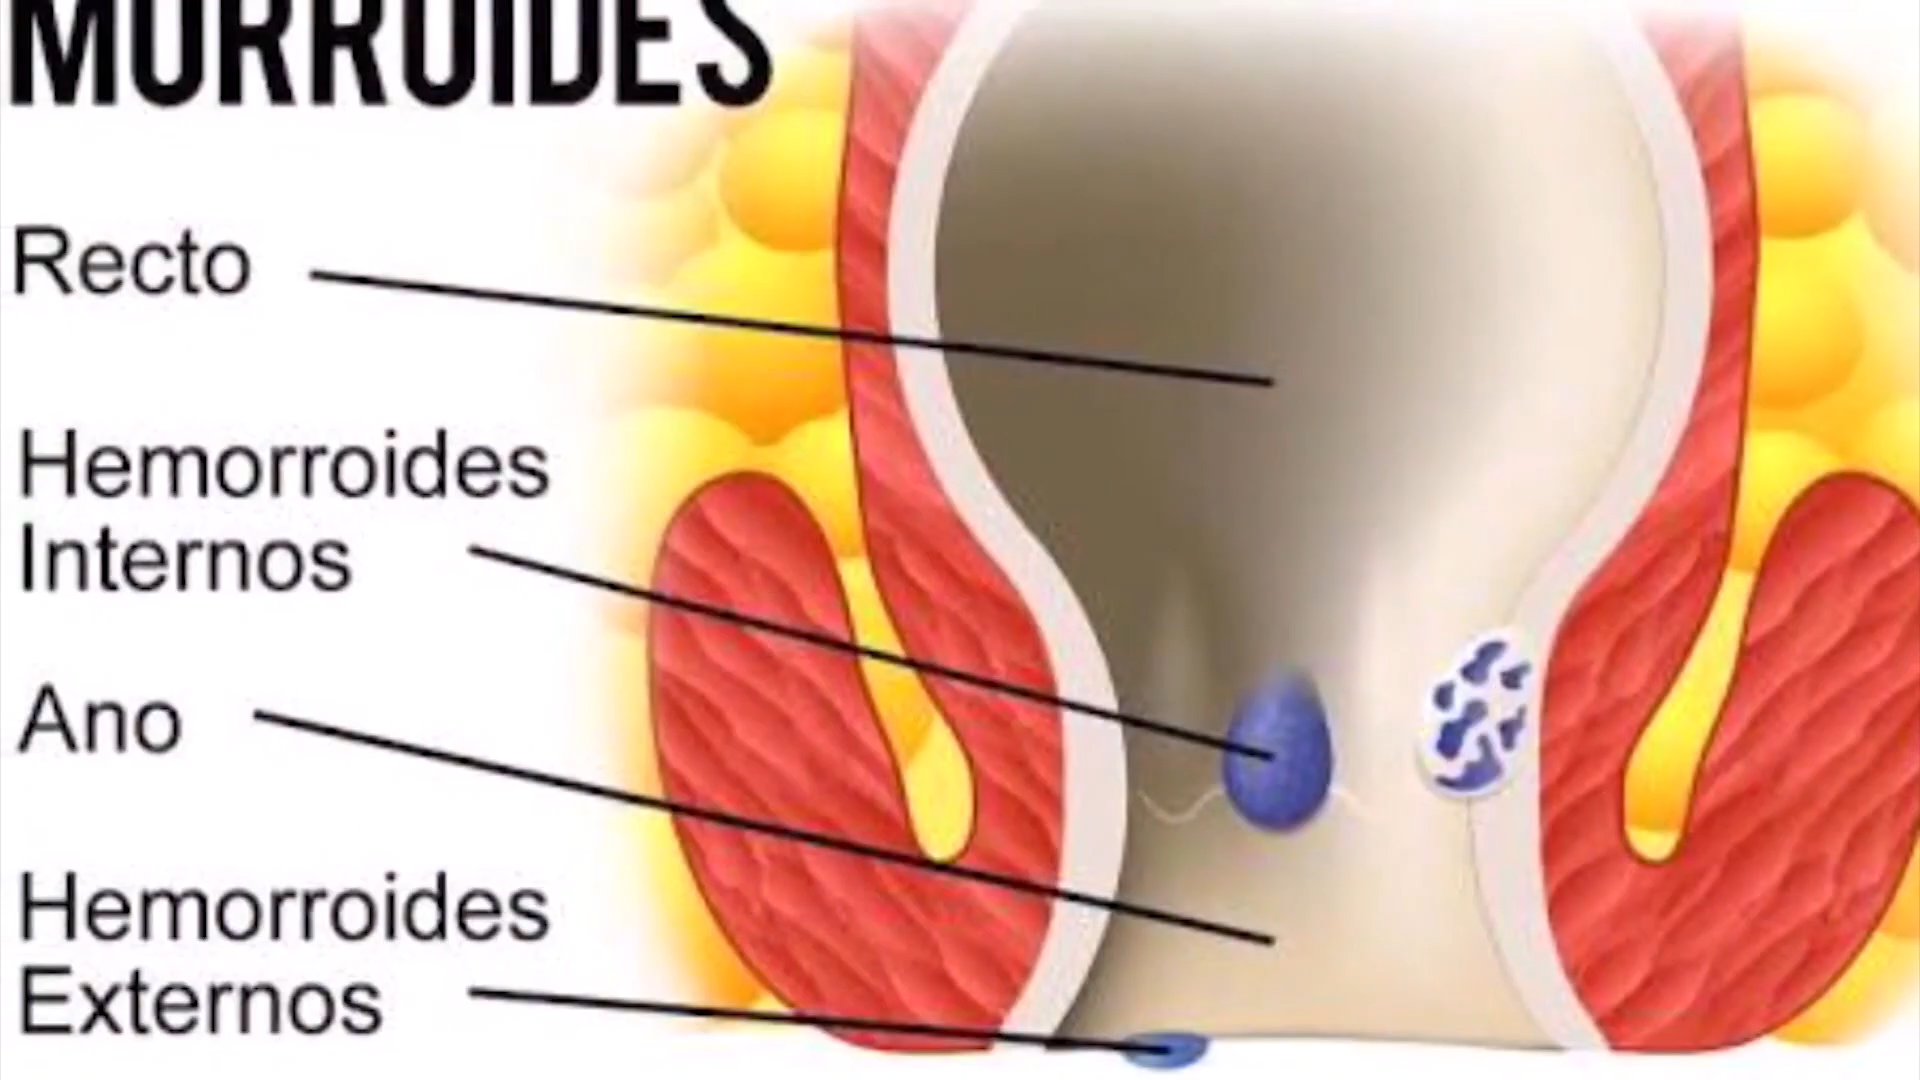 MORROIDES
Recto
Hemorroides
Internos
Ano
Hemorroides
Externos